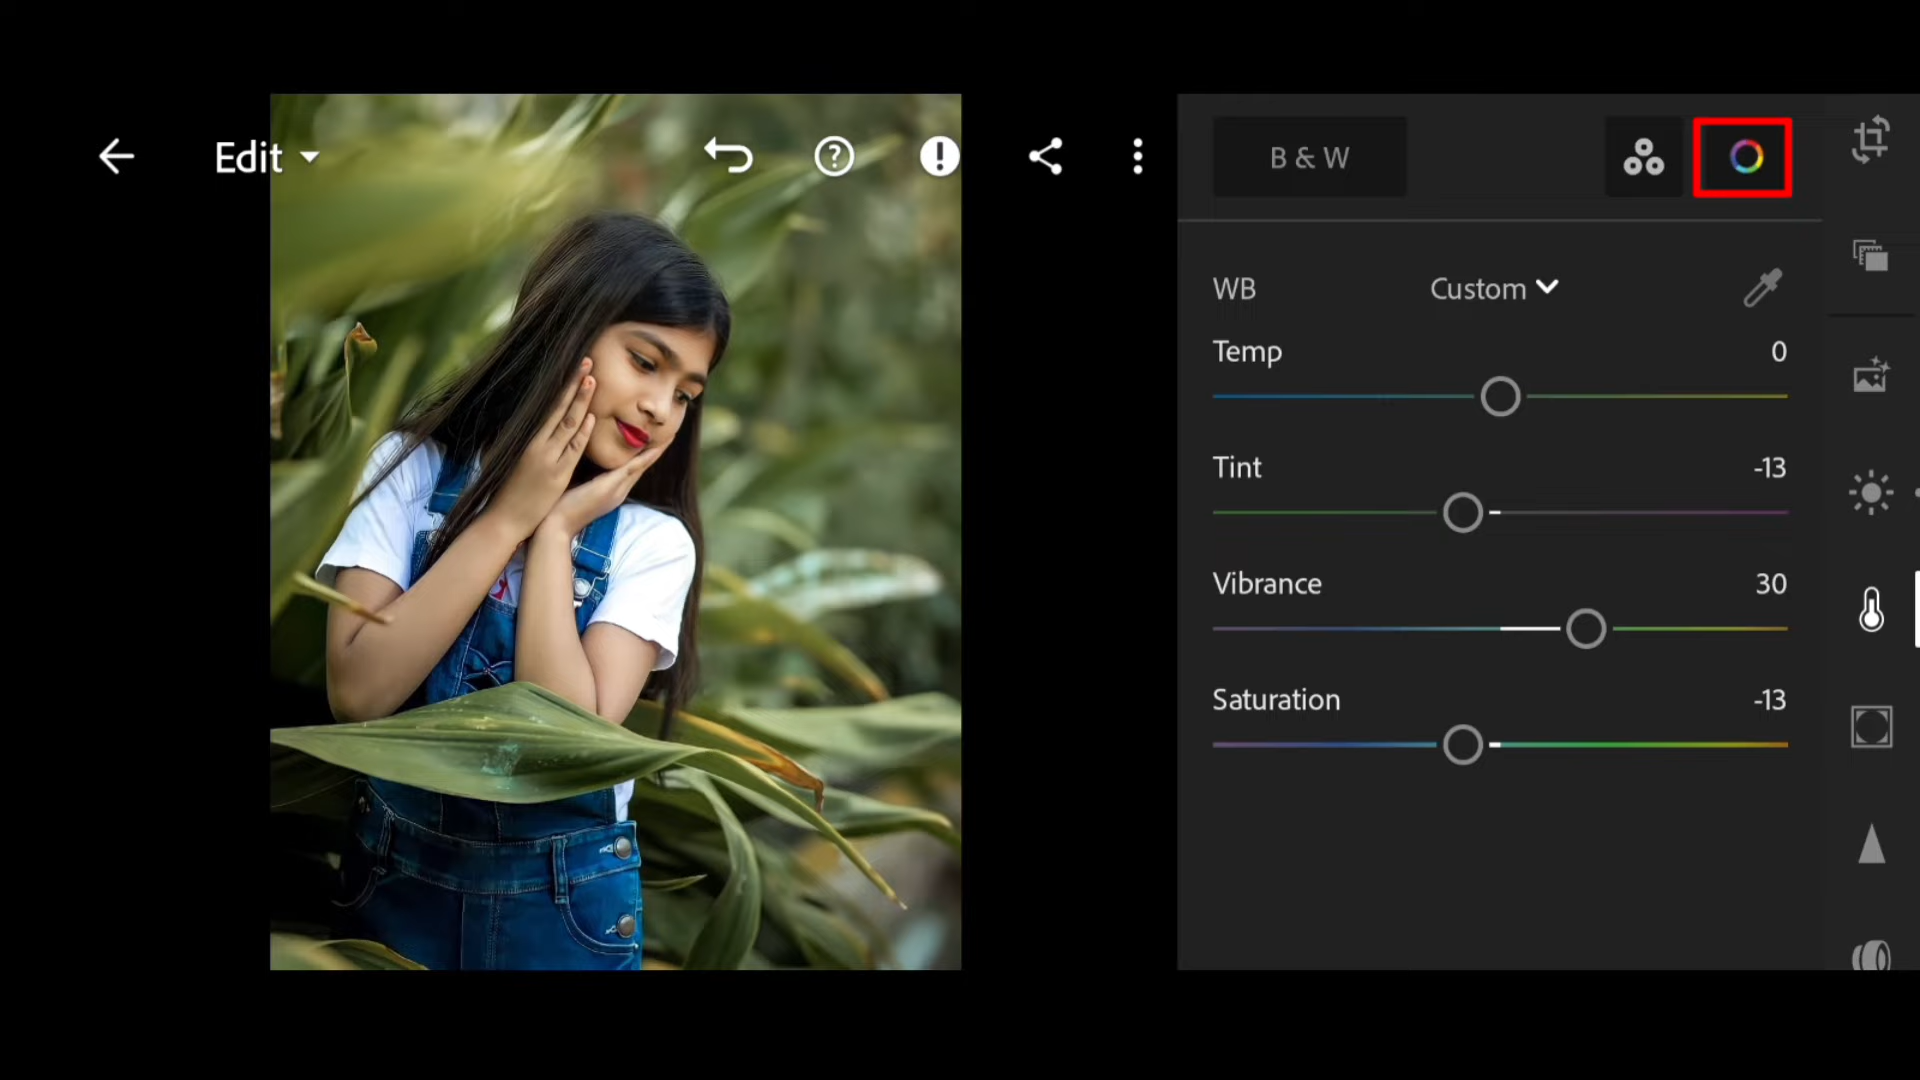 Edit
B & W
WB Custom
Temp 0
Tint -13
Vibrance 30
Saturation -13